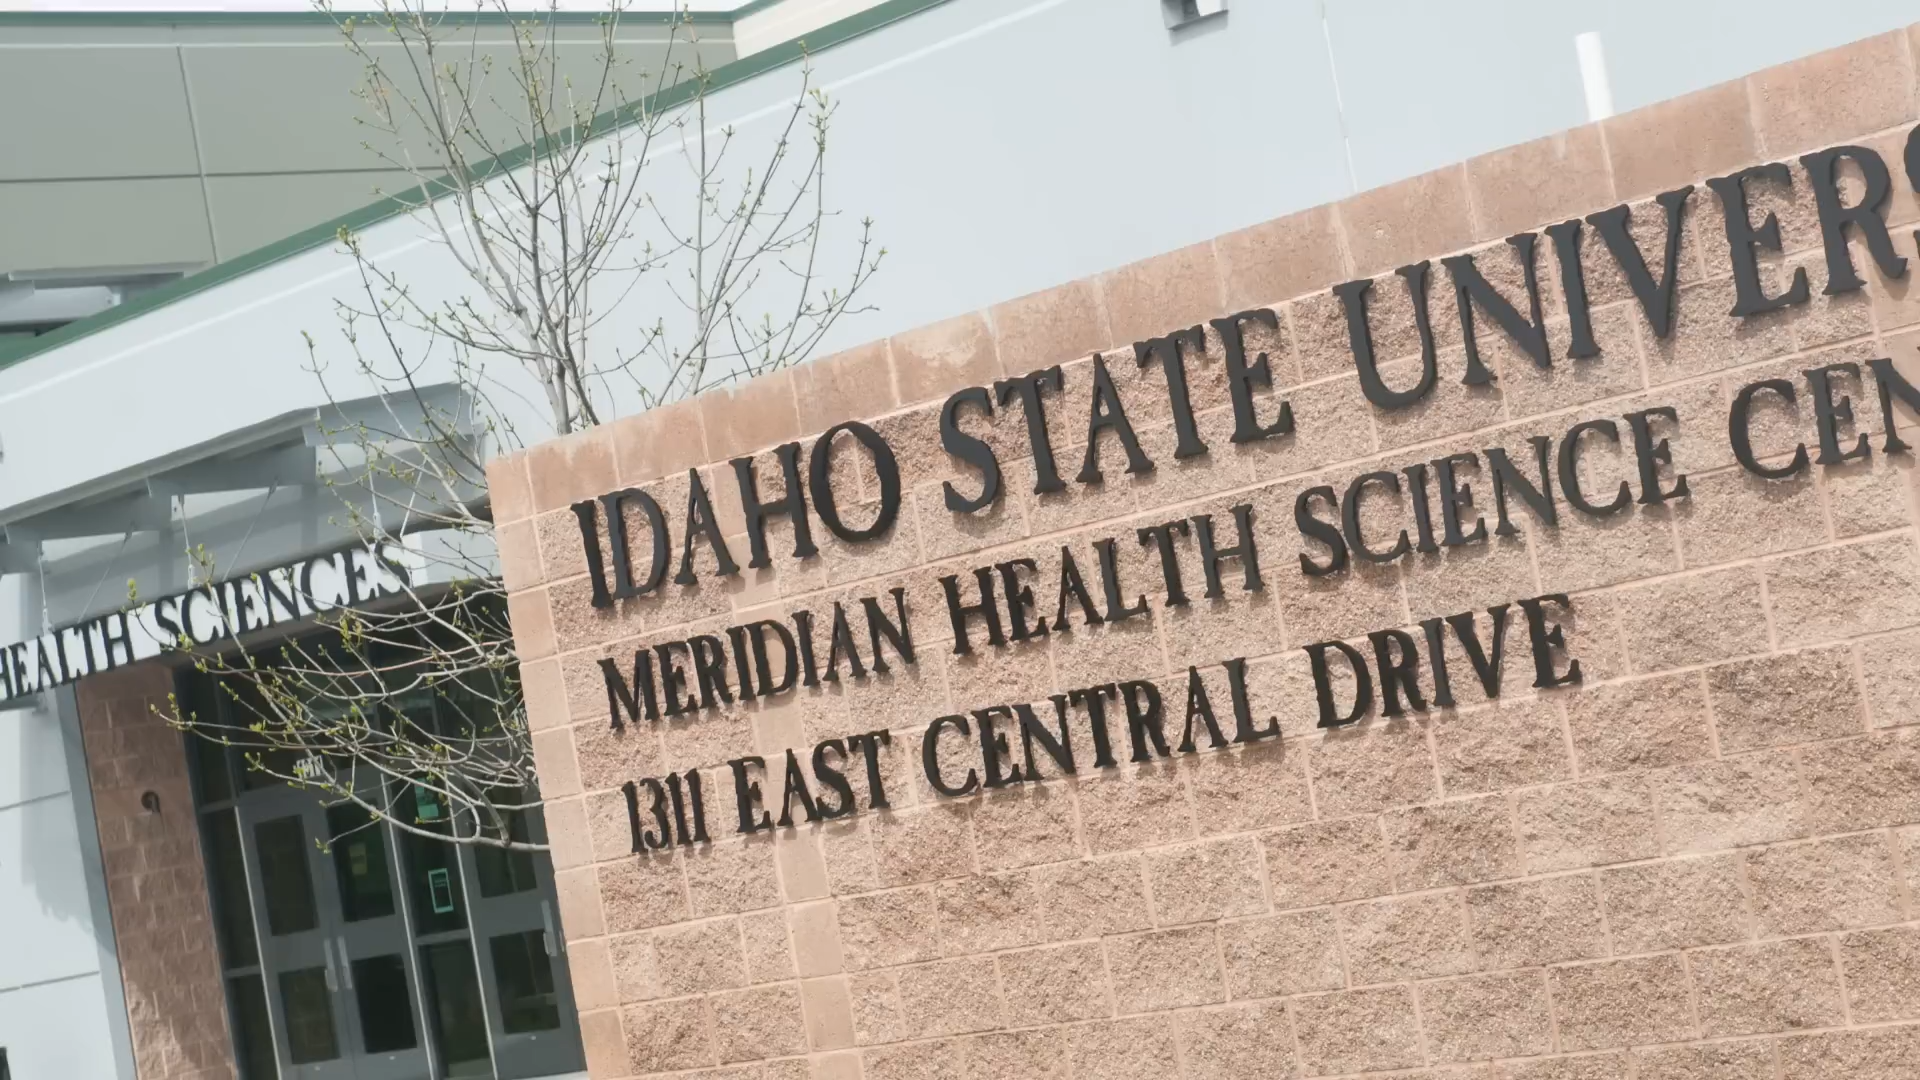 IDAHO STATE UNIVERS
MERIDIAN HEALTH SCIENCE CEN
1311 EAST CENTRAL DRIVE
HEALTH SCIENCES